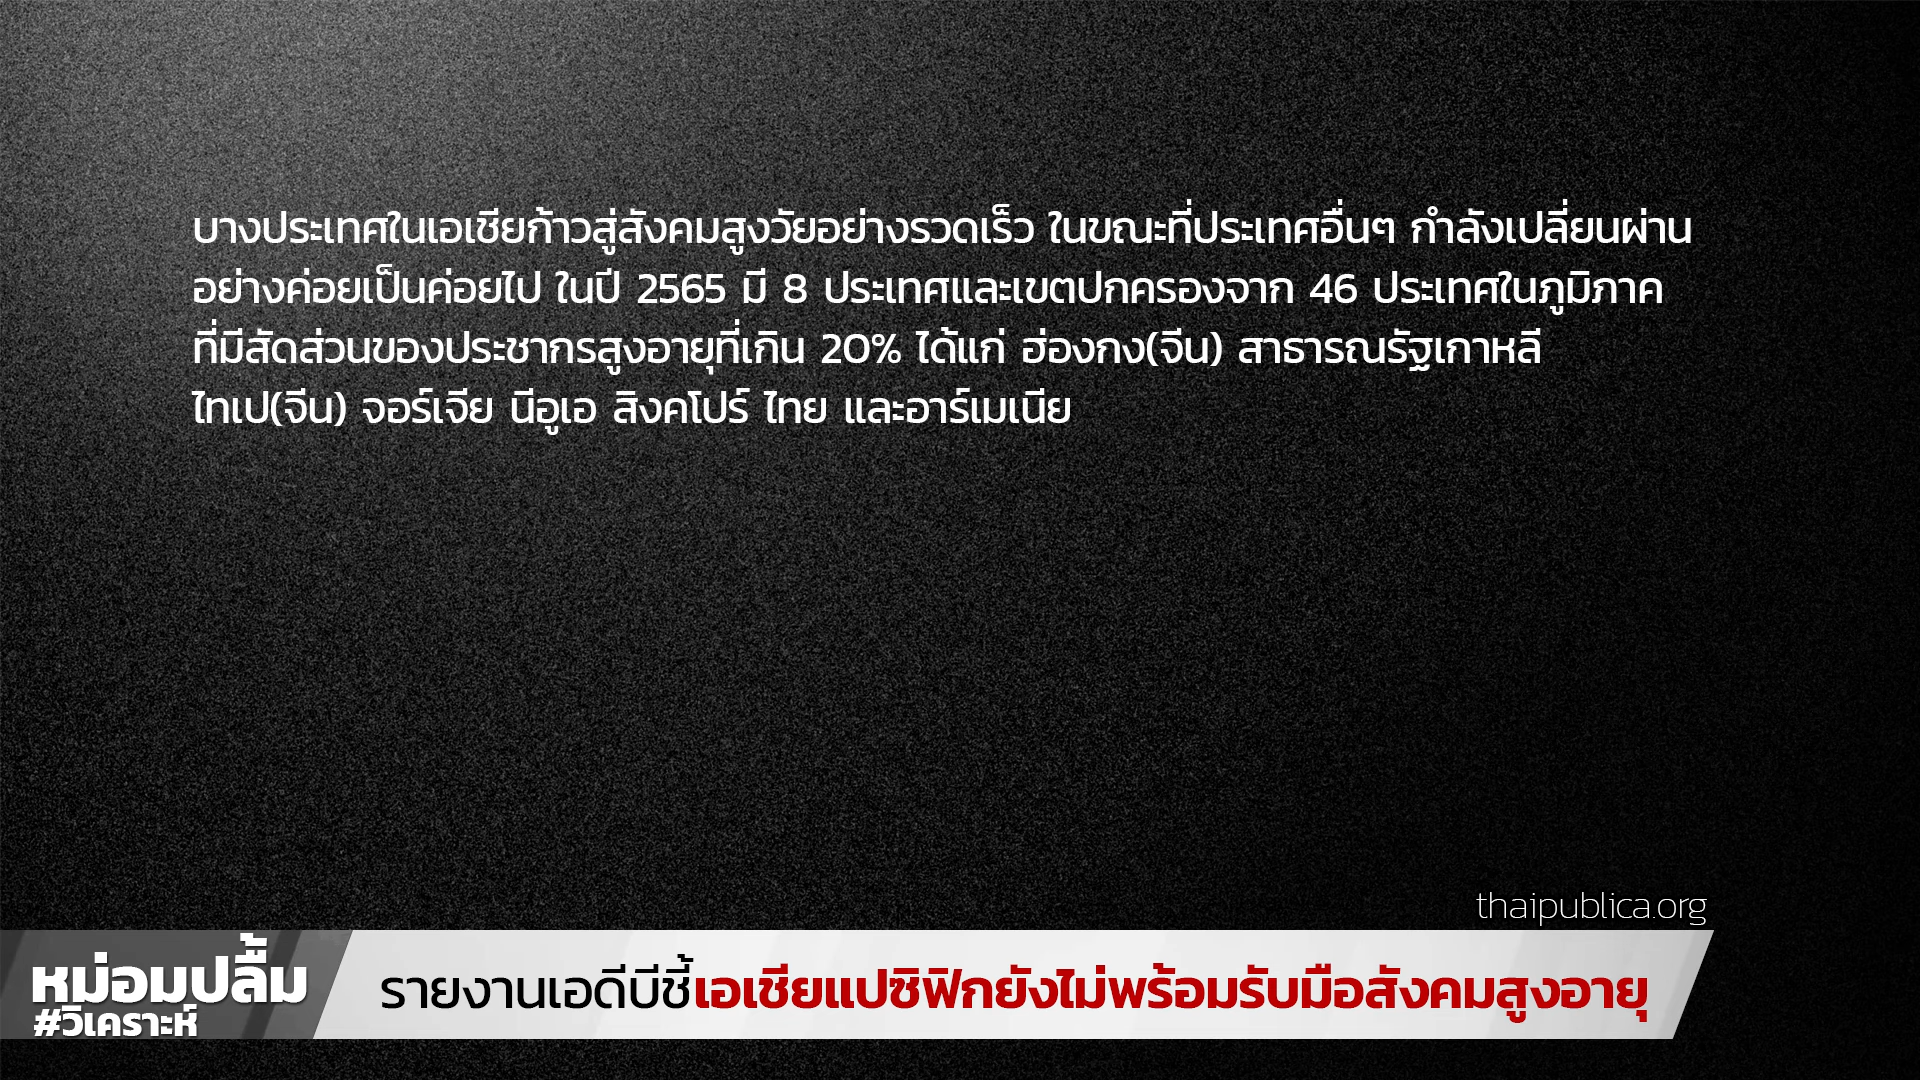 บางประเทศในเอเชียก้าวสู่สังคมสูงวัยอย่างรวดเร็ว ในขณะที่ประเทศอื่นๆ กำลังเปลี่ยนผ่าน
อย่างค่อยเป็นค่อยไป ในปี 2565 มี 8 ประเทศและเขตปกครองจาก 46 ประเทศในภูมิภาค
ที่มีสัดส่วนของประชากรสูงอายุที่เกิน 20% ได้แก่ ฮ่องกง(จีน) สาธารณรัฐเกาหลี
ไทเป(จีน) จอร์เจีย นีอูเอ สิงคโปร์ ไทย และอาร์เมเนีย
thaipublica.org
หม่อมปลื้ม
#วิเคราะห์
รายงานเอดีบีชี้เอเชียแปซิฟิกยังไม่พร้อมรับมือสังคมสูงอายุ